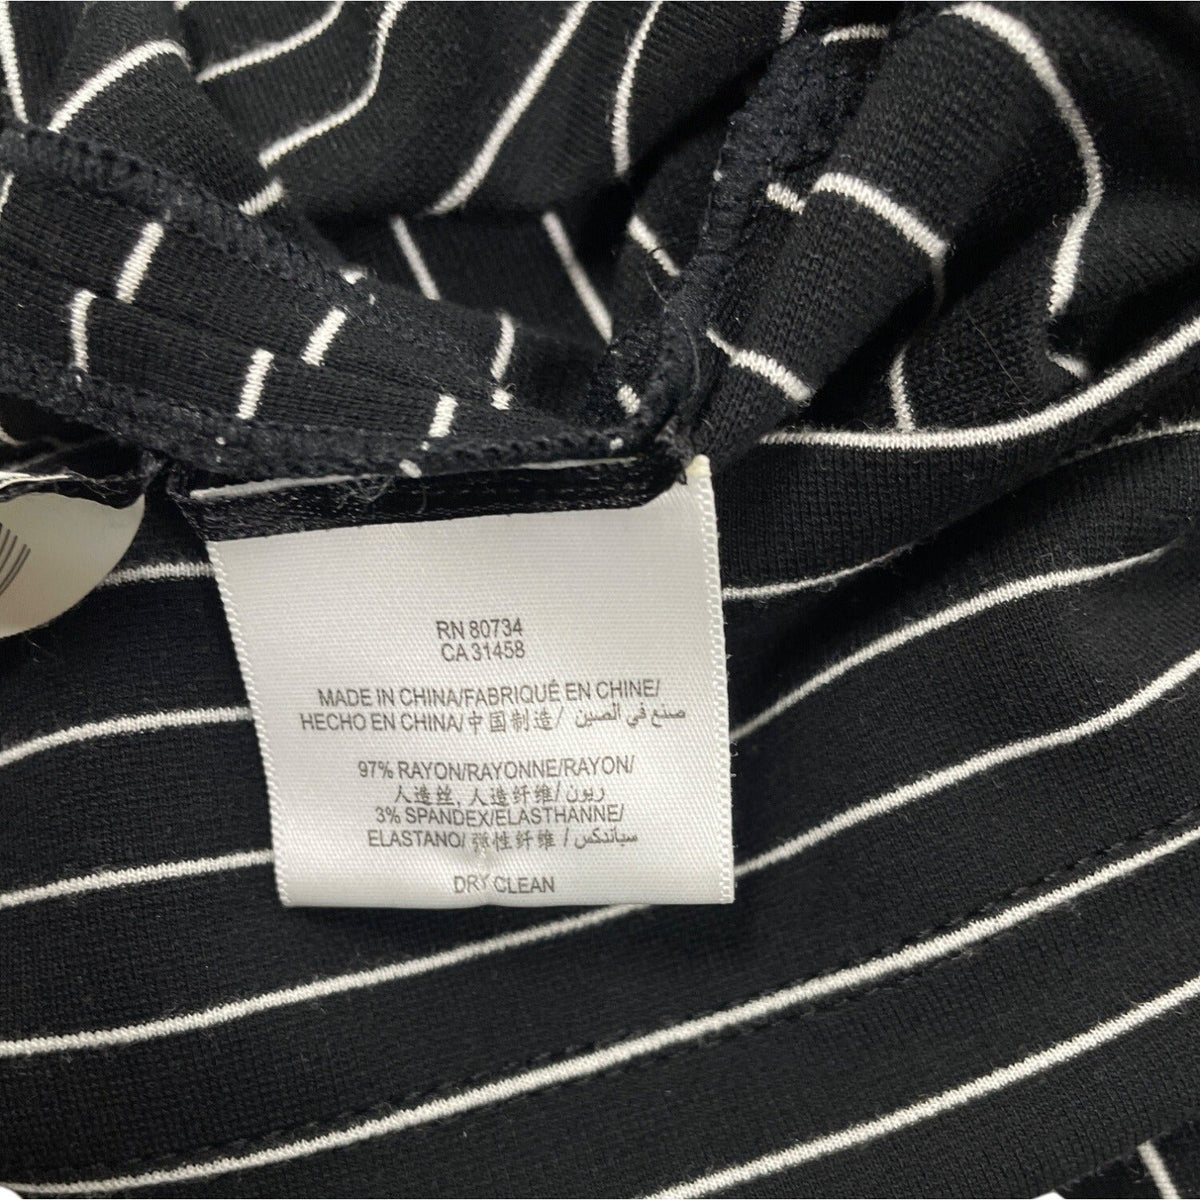 RN 80734
CA 31458
MADE IN CHINA/FABRIQUÉ EN CHINE/
HECHO EN CHINA/中国制造/ صنع في الصين
97% RAYON/RAYONNE/RAYON/
人造丝, 人造纤维/ ريون/
3% SPANDEX/ELASTHANNE/
ELASTANO/ 弹性纤维 / سباندكس/
DRY CLEAN